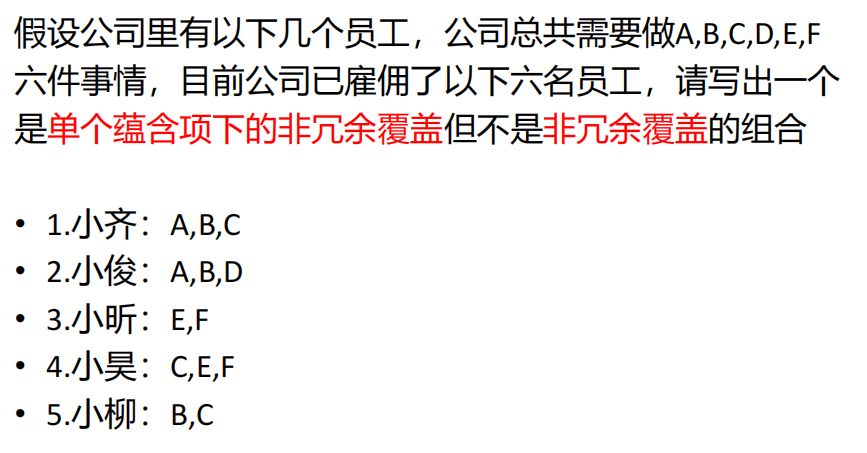 假设公司里有以下几个员工，公司总共需要做A,B,C,D,E,F
六件事情，目前公司已雇佣了以下六名员工，请写出一个
是单个蕴含项下的非冗余覆盖但不是非冗余覆盖的组合
• 1.小齐：A,B,C
• 2.小俊：A,B,D
• 3.小昕：E,F
• 4.小昊：C,E,F
• 5.小柳：B,C